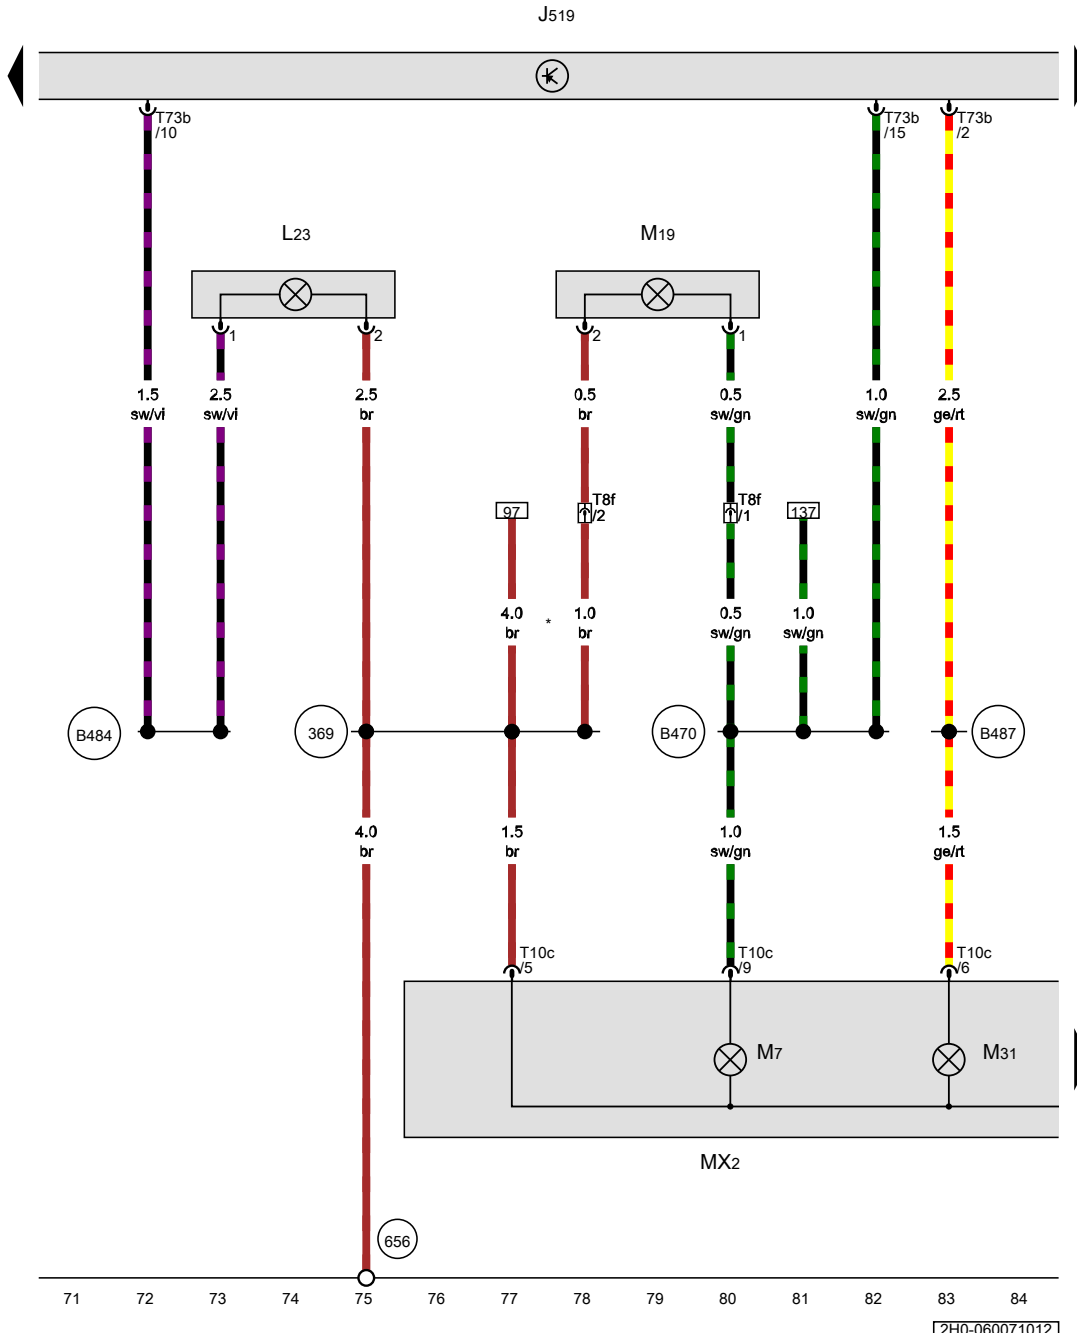 J519
T73b
/10
T73b
/15
T73b
/2
L23
M19
1
2
2
1
1.5
sw/vi
2.5
sw/vi
2.5
br
0.5
br
0.5
sw/gn
1.0
sw/gn
2.5
ge/rt
97
T8f
/2
T8f
/1
137
4.0
br
*
1.0
br
0.5
sw/gn
1.0
sw/gn
B484
369
B470
B487
4.0
br
1.5
br
1.0
sw/gn
1.5
ge/rt
T10c
/5
T10c
/9
T10c
/6
M7
M31
MX2
656
71 72 73 74 75 76 77 78 79 80 81 82 83 84
2H0-060071012